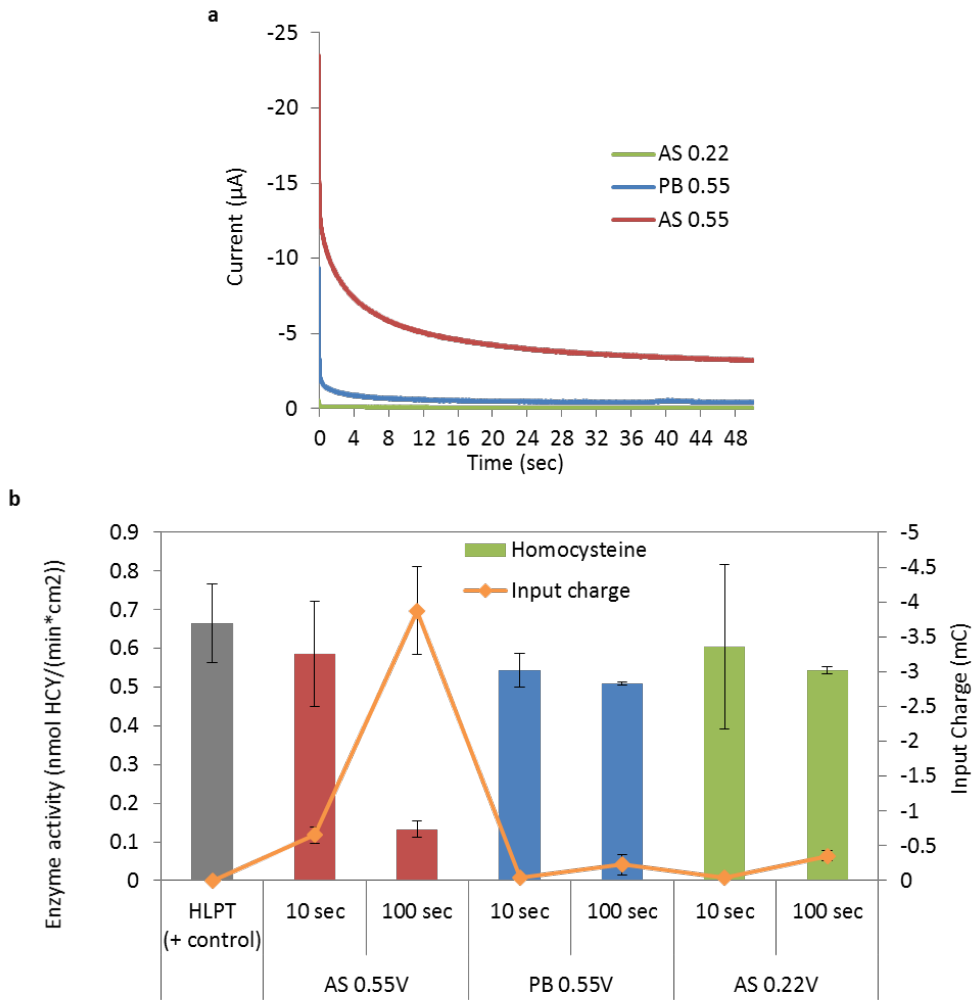 a
-25
-20
-15
-10
-5
0
Current (µA)
AS 0.22
PB 0.55
AS 0.55
0 4 8 12 16 20 24 28 32 36 40 44 48
Time (sec)
b
0.9
0.8
0.7
0.6
0.5
0.4
0.3
0.2
0.1
0
Enzyme activity (nmol HCY/(min*cm2))
Homocysteine
Input charge
-5
-4.5
-4
-3.5
-3
-2.5
-2
-1.5
-1
-0.5
0
Input Charge (mC)
HLPT
(+ control)
10 sec 100 sec 10 sec 100 sec 10 sec 100 sec
AS 0.55V PB 0.55V AS 0.22V